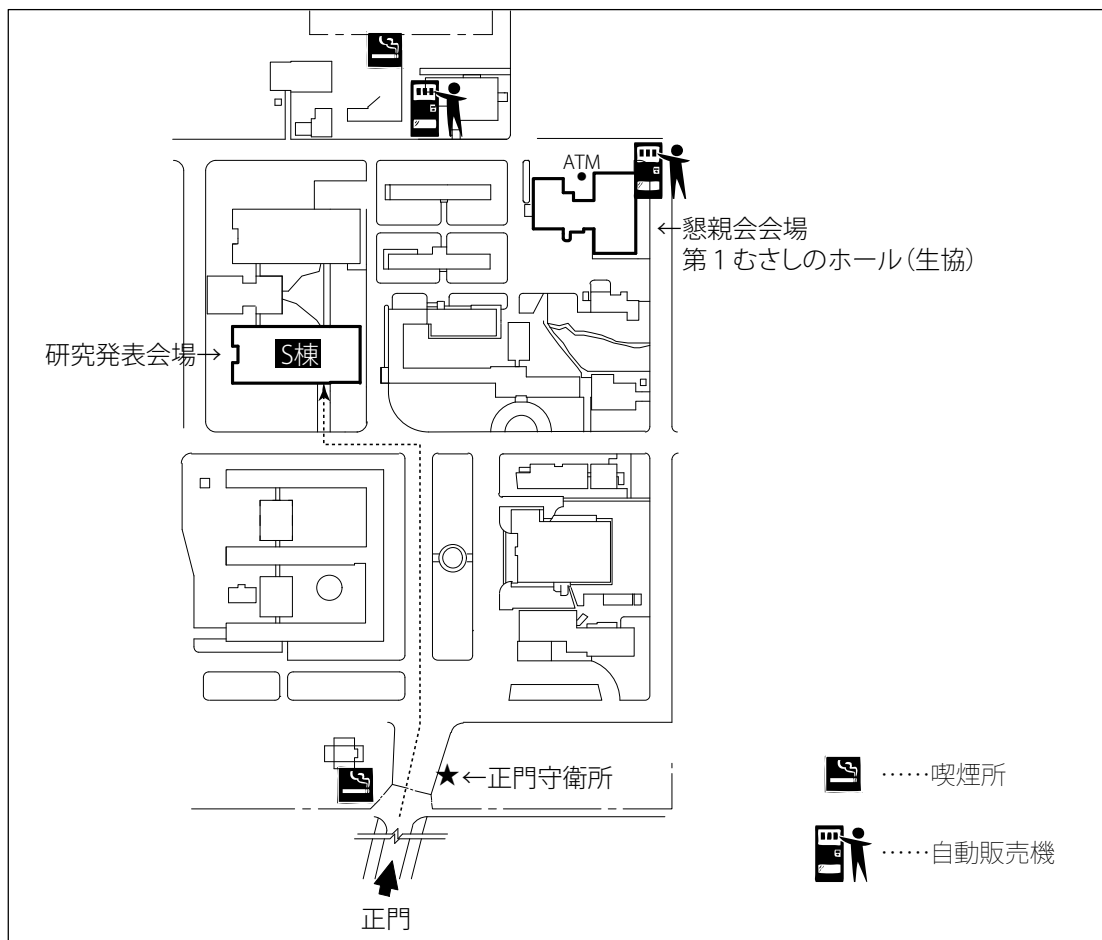 ATM
←懇親会会場
第1むさしのホール(生協)
研究発表会場→
S棟
★←正門守衛所
……喫煙所
……自動販売機
正門